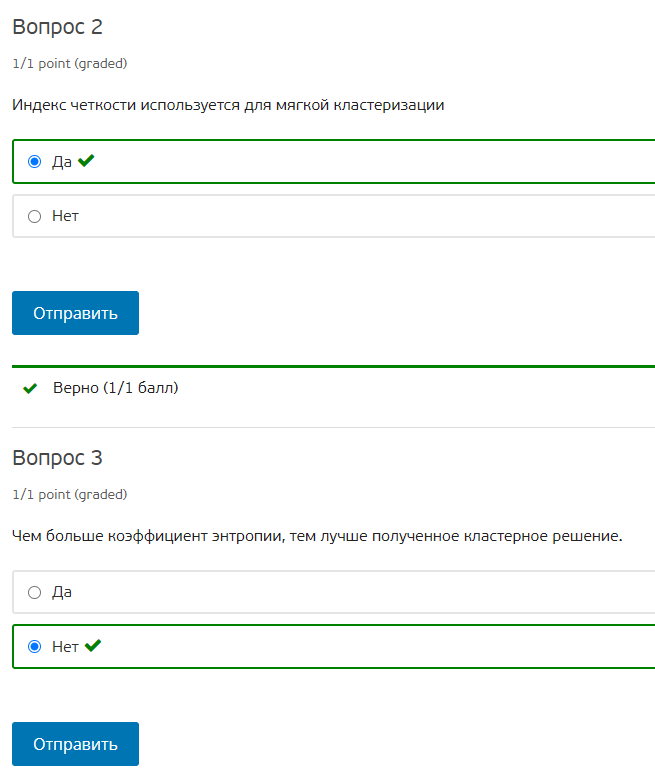 Вопрос 2
1/1 point (graded)
Индекс четкости используется для мягкой кластеризации
Да
Нет
Отправить
Верно (1/1 балл)
Вопрос 3
1/1 point (graded)
Чем больше коэффициент энтропии, тем лучше полученное кластерное решение.
Да
Нет
Отправить